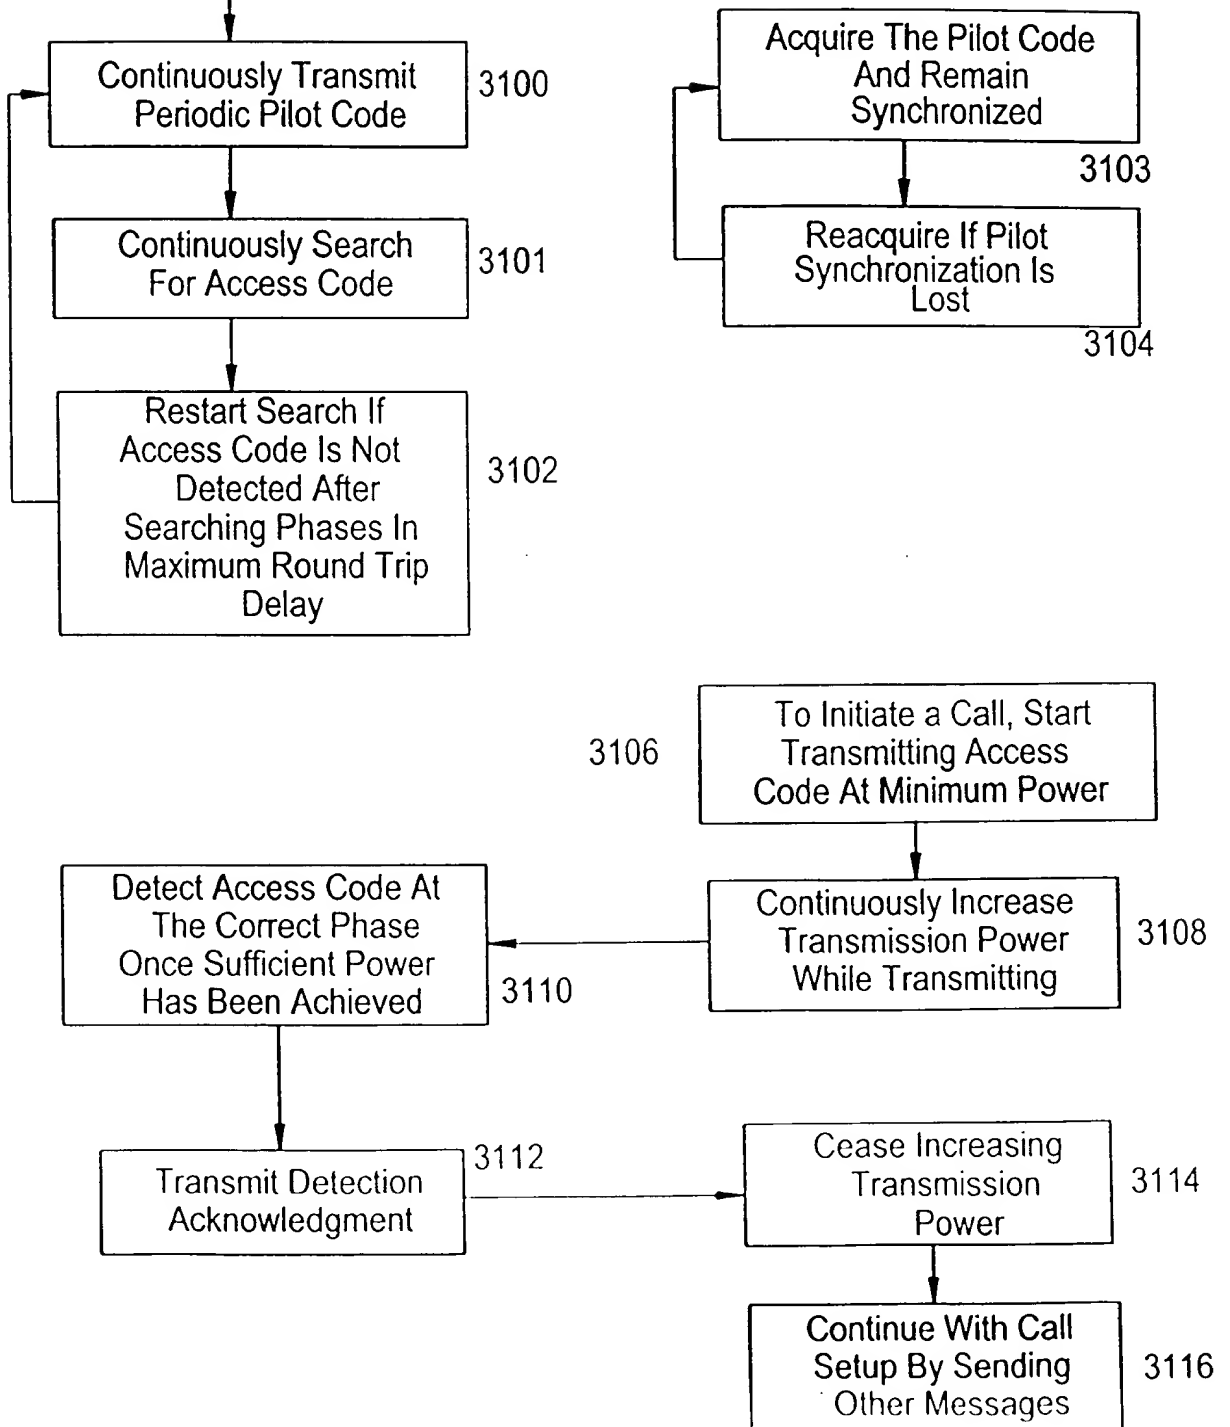 Continuously Transmit
Periodic Pilot Code
3100
Continuously Search
For Access Code
3101
Restart Search If
Access Code Is Not
Detected After
Searching Phases In
Maximum Round Trip
Delay
3102
Acquire The Pilot Code
And Remain
Synchronized
3103
Reacquire If Pilot
Synchronization Is
Lost
3104
3106
To Initiate a Call, Start
Transmitting Access
Code At Minimum Power
Continuously Increase
Transmission Power
While Transmitting
3108
Detect Access Code At
The Correct Phase
Once Sufficient Power
Has Been Achieved
3110
Transmit Detection
Acknowledgment
3112
Cease Increasing
Transmission
Power
3114
Continue With Call
Setup By Sending
Other Messages
3116